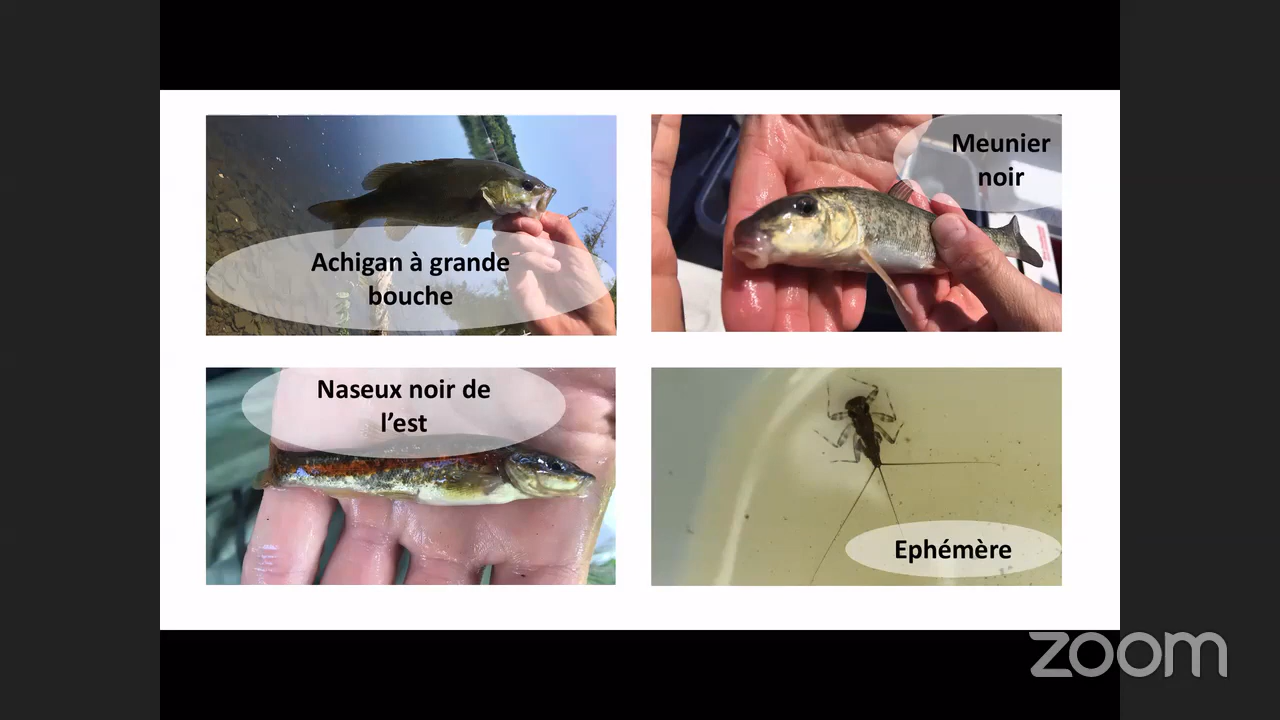 Achigan à grande
bouche
Meunier
noir
Naseux noir de
l’est
Ephémère
zoom